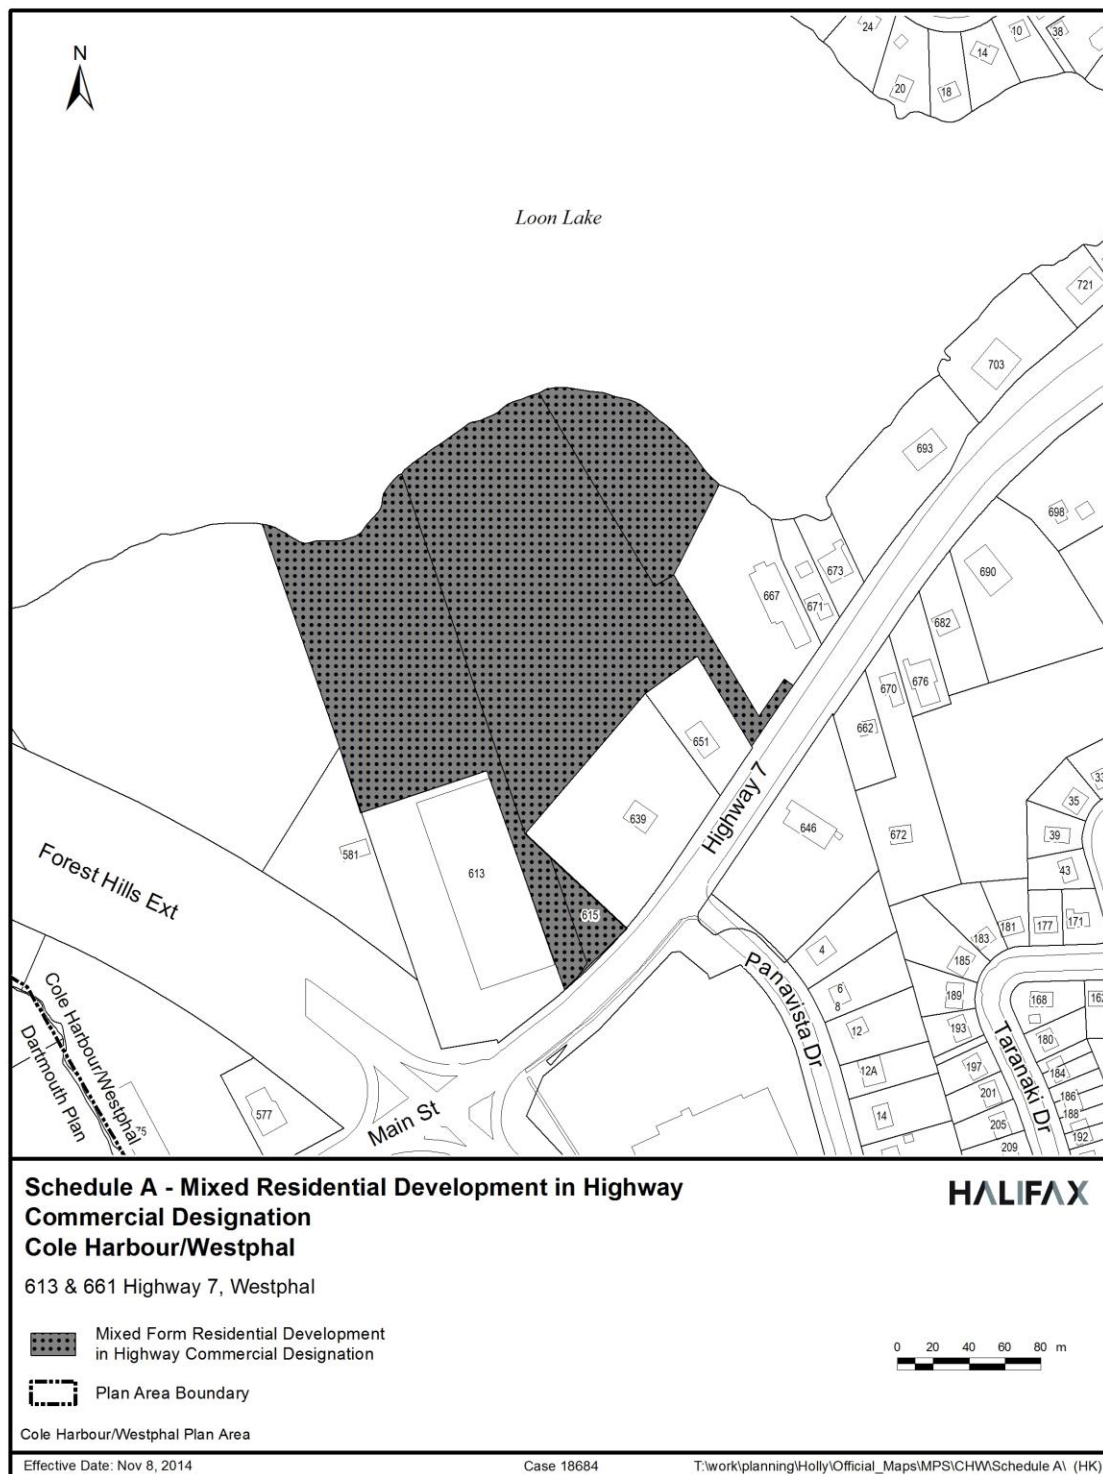 24
10
38
14
20
18
N
Loon Lake
721
703
693
698
673
690
667
671
682
676
670
662
651
33
35
Highway 7
646
639
672
39
43
581
613
Forest Hills Ext
615
181
177
171
183
185
4
Panavista Dr
6
8
189
168
162
Cole Harbour/Westphal
Dartmouth Plan
12
193
180
Taranaki Dr
12A
197
184
577
201
186
14
188
Main St
205
192
75
209
Schedule A - Mixed Residential Development in Highway
Commercial Designation
Cole Harbour/Westphal
HALIFAX
613 & 661 Highway 7, Westphal
Mixed Form Residential Development
in Highway Commercial Designation
0 20 40 60 80 m
Plan Area Boundary
Cole Harbour/Westphal Plan Area
Effective Date: Nov 8, 2014
Case 18684
T:\work\planning\Holly\Official_Maps\MPS\CHW\Schedule A\ (HK)